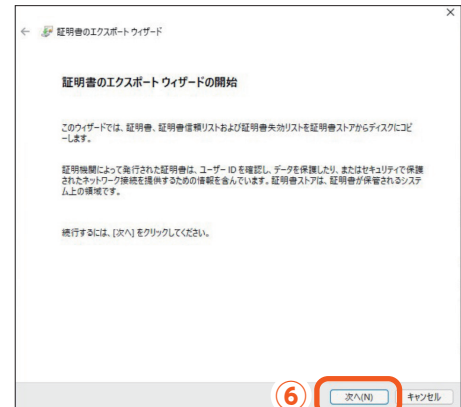 証明書のエクスポート ウィザード
証明書のエクスポート ウィザードの開始
このウィザードでは、証明書、証明書信頼リストおよび証明書失効リストを証明書ストアからディスクにコピ
ーします。
証明機関によって発行された証明書は、ユーザー ID を確認し、データを保護したり、またはセキュリティで保護
されたネットワーク接続を提供するための情報を含んでいます。証明書ストアは、証明書が保管されるシステ
ム上の領域です。
続行するには、[次へ] をクリックしてください。
⑥ 次へ(N) キャンセル